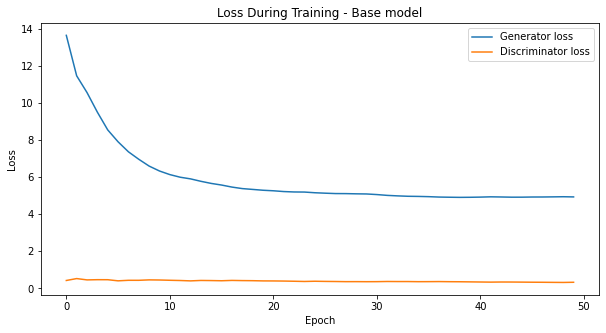 Loss During Training - Base model
Generator loss
Discriminator loss
14
12
10
8
6
4
2
0
Loss
0 10 20 30 40 50
Epoch